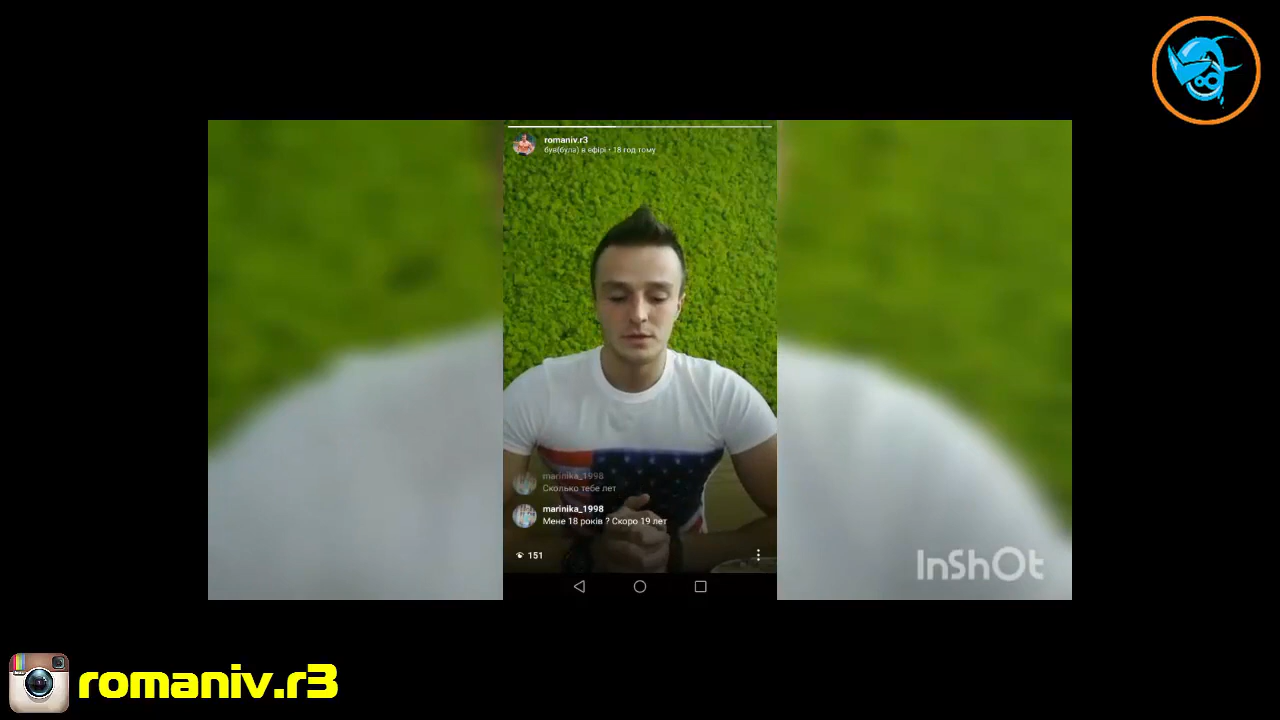 romaniv.r3
був(була) в ефірі • 18 год тому
marinika_1998
Сколько тебе лет
marinika_1998
Мене 18 років ? Скоро 19 лет
151
InShOt
romaniv.r3